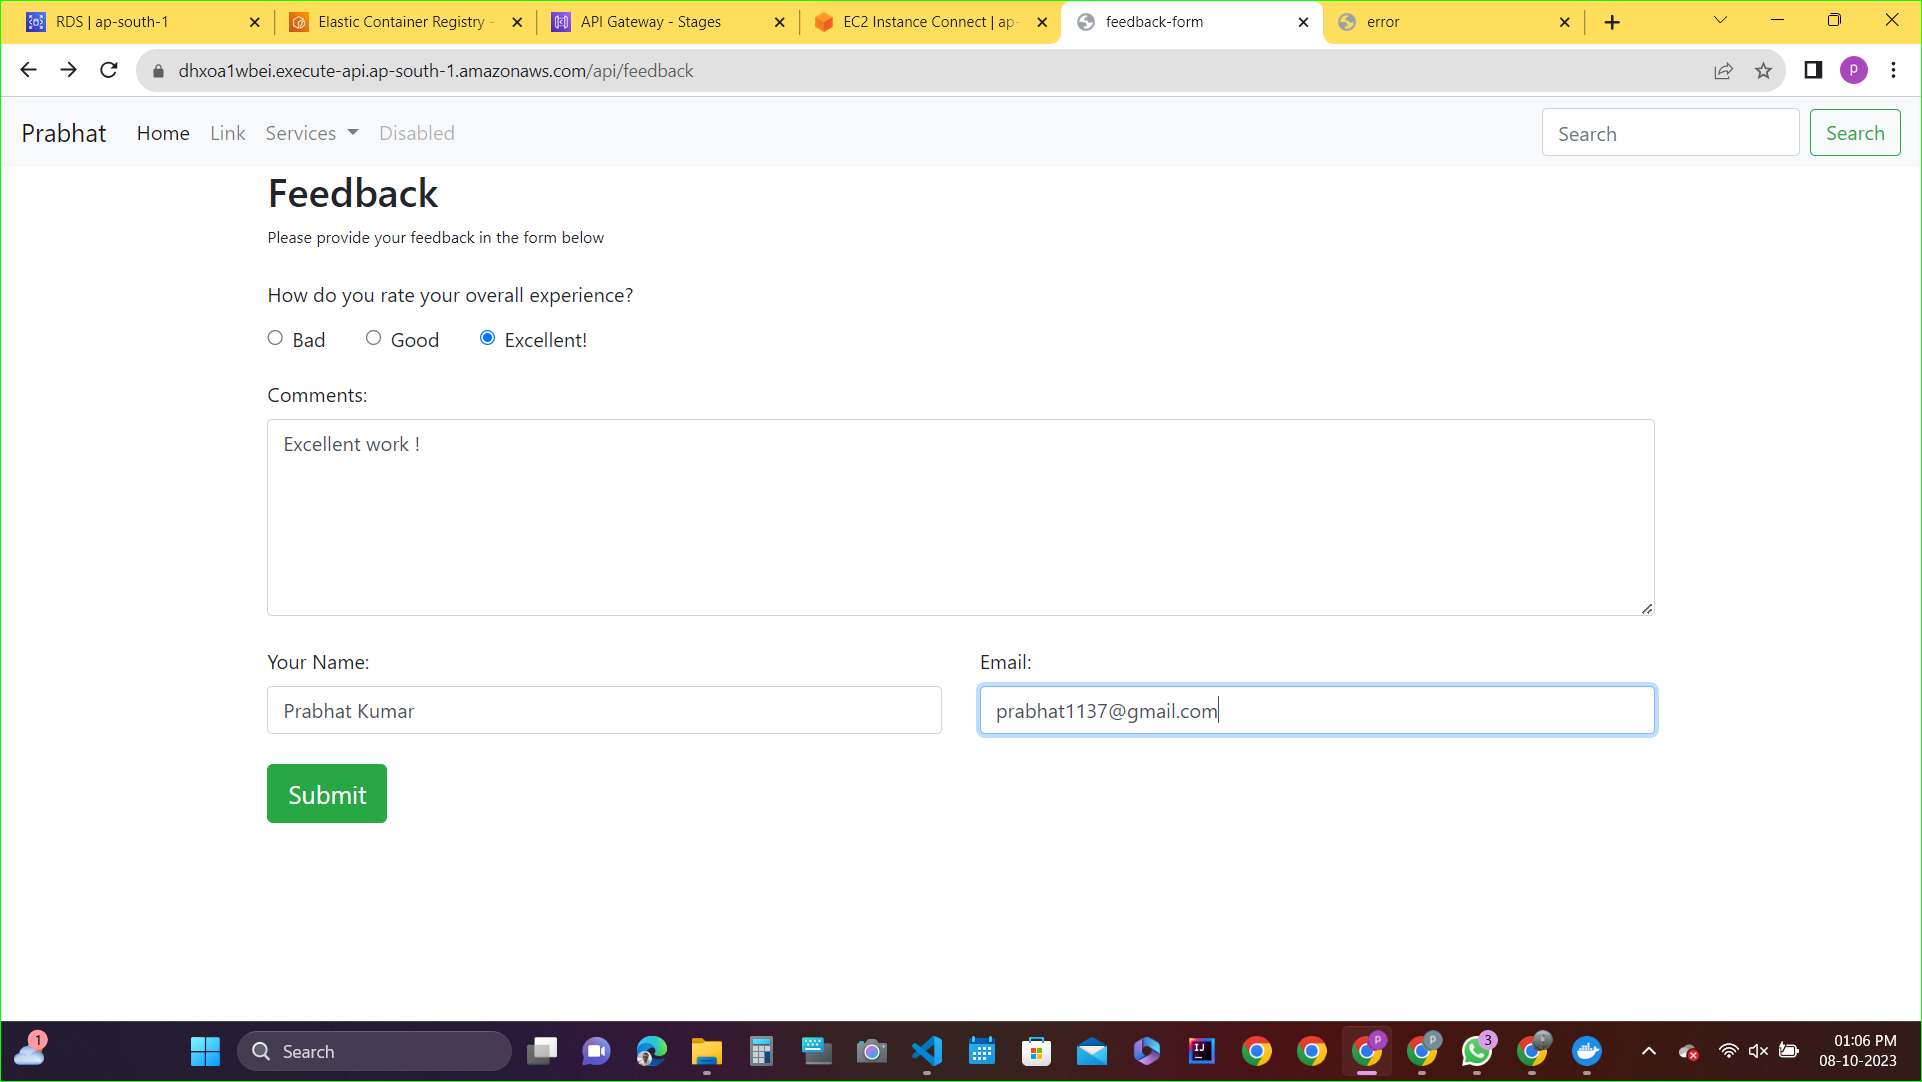 RDS | ap-south-1
Elastic Container Registry -
API Gateway - Stages
EC2 Instance Connect | ap-
feedback-form
error
dhxoa1wbei.execute-api.ap-south-1.amazonaws.com/api/feedback
P
Prabhat Home Link Services Disabled Search Search
Feedback
Please provide your feedback in the form below
How do you rate your overall experience?
Bad Good Excellent!
Comments:
Excellent work !
Your Name: Email:
Prabhat Kumar prabhat1137@gmail.com
Submit
1
Search
IJ
P
P
3
01:06 PM
08-10-2023